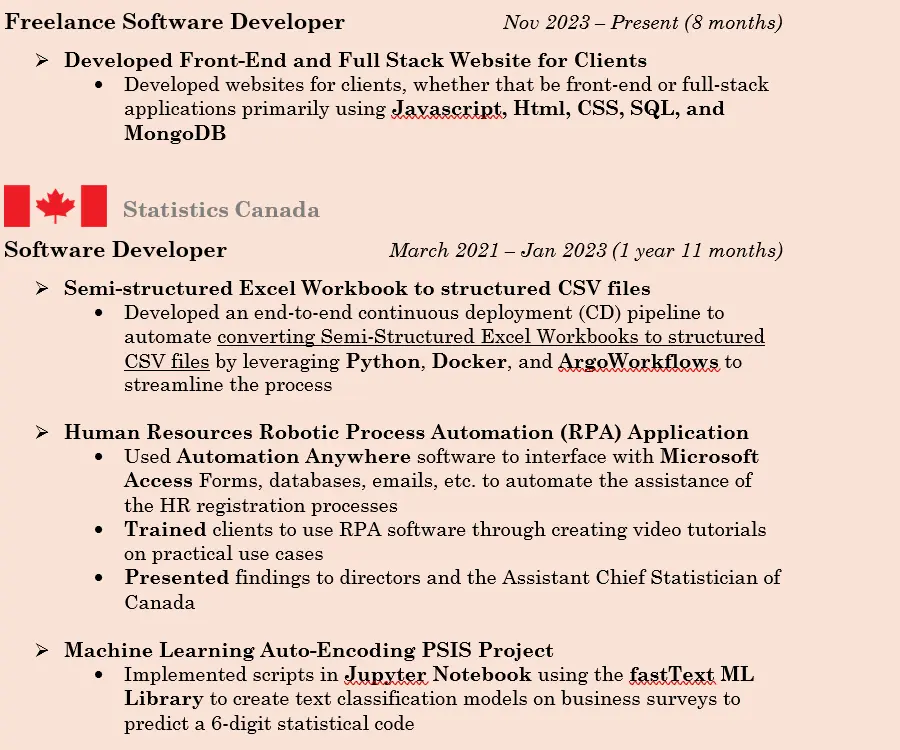 Freelance Software Developer Nov 2023 – Present (8 months)
➢ Developed Front-End and Full Stack Website for Clients
• Developed websites for clients, whether that be front-end or full-stack
applications primarily using Javascript, Html, CSS, SQL, and
MongoDB
Statistics Canada
Software Developer March 2021 – Jan 2023 (1 year 11 months)
➢ Semi-structured Excel Workbook to structured CSV files
• Developed an end-to-end continuous deployment (CD) pipeline to
automate converting Semi-Structured Excel Workbooks to structured
CSV files by leveraging Python, Docker, and ArgoWorkflows to
streamline the process
➢ Human Resources Robotic Process Automation (RPA) Application
• Used Automation Anywhere software to interface with Microsoft
Access Forms, databases, emails, etc. to automate the assistance of
the HR registration processes
• Trained clients to use RPA software through creating video tutorials
on practical use cases
• Presented findings to directors and the Assistant Chief Statistician of
Canada
➢ Machine Learning Auto-Encoding PSIS Project
• Implemented scripts in Jupyter Notebook using the fastText ML
Library to create text classification models on business surveys to
predict a 6-digit statistical code